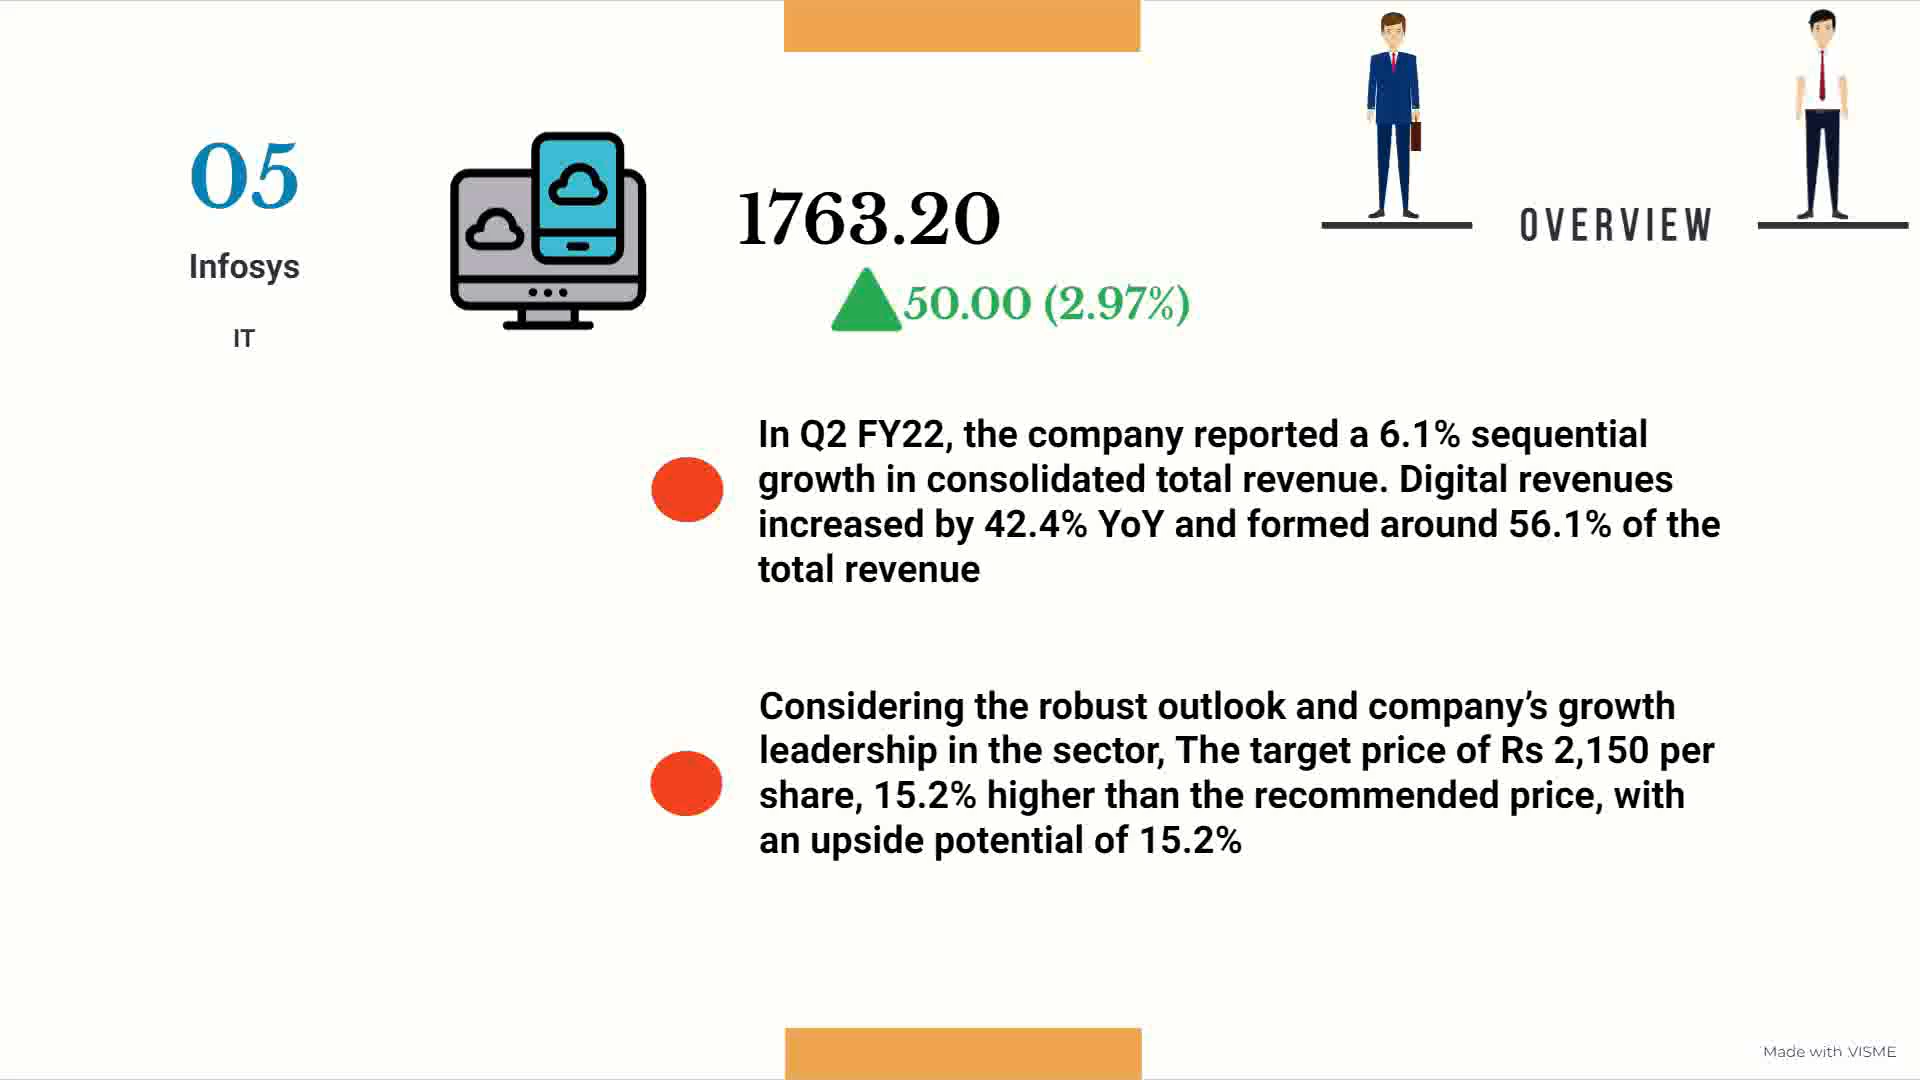 05
Infosys
IT
1763.20
50.00 (2.97%)
OVERVIEW
In Q2 FY22, the company reported a 6.1% sequential
growth in consolidated total revenue. Digital revenues
increased by 42.4% YoY and formed around 56.1% of the
total revenue
Considering the robust outlook and company’s growth
leadership in the sector, The target price of Rs 2,150 per
share, 15.2% higher than the recommended price, with
an upside potential of 15.2%
Made with VISME